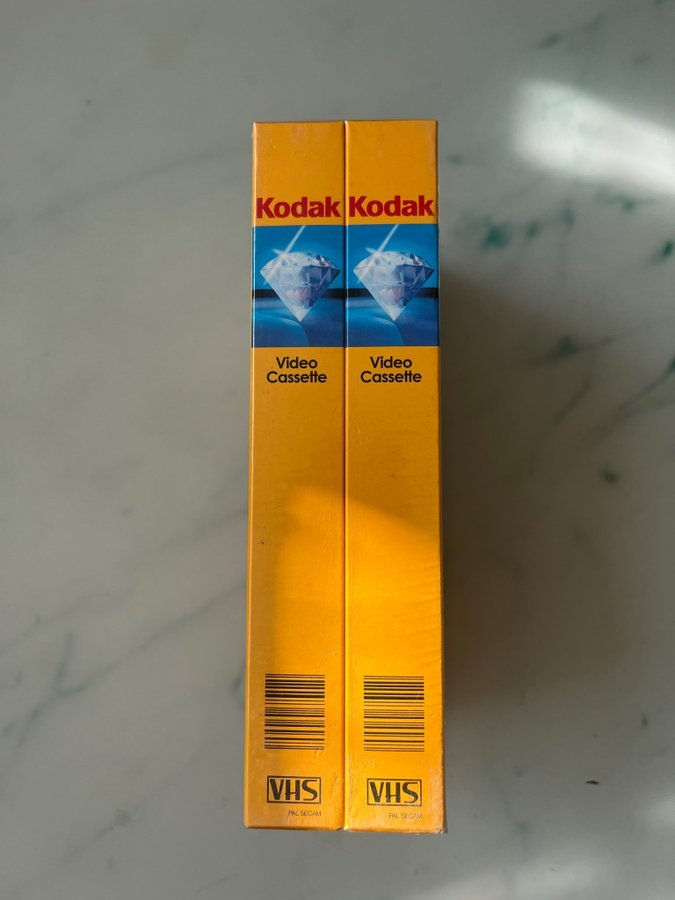 Kodak
Video
Cassette
VHS
PAL SECAM
Kodak
Video
Cassette
VHS
PAL SECAM